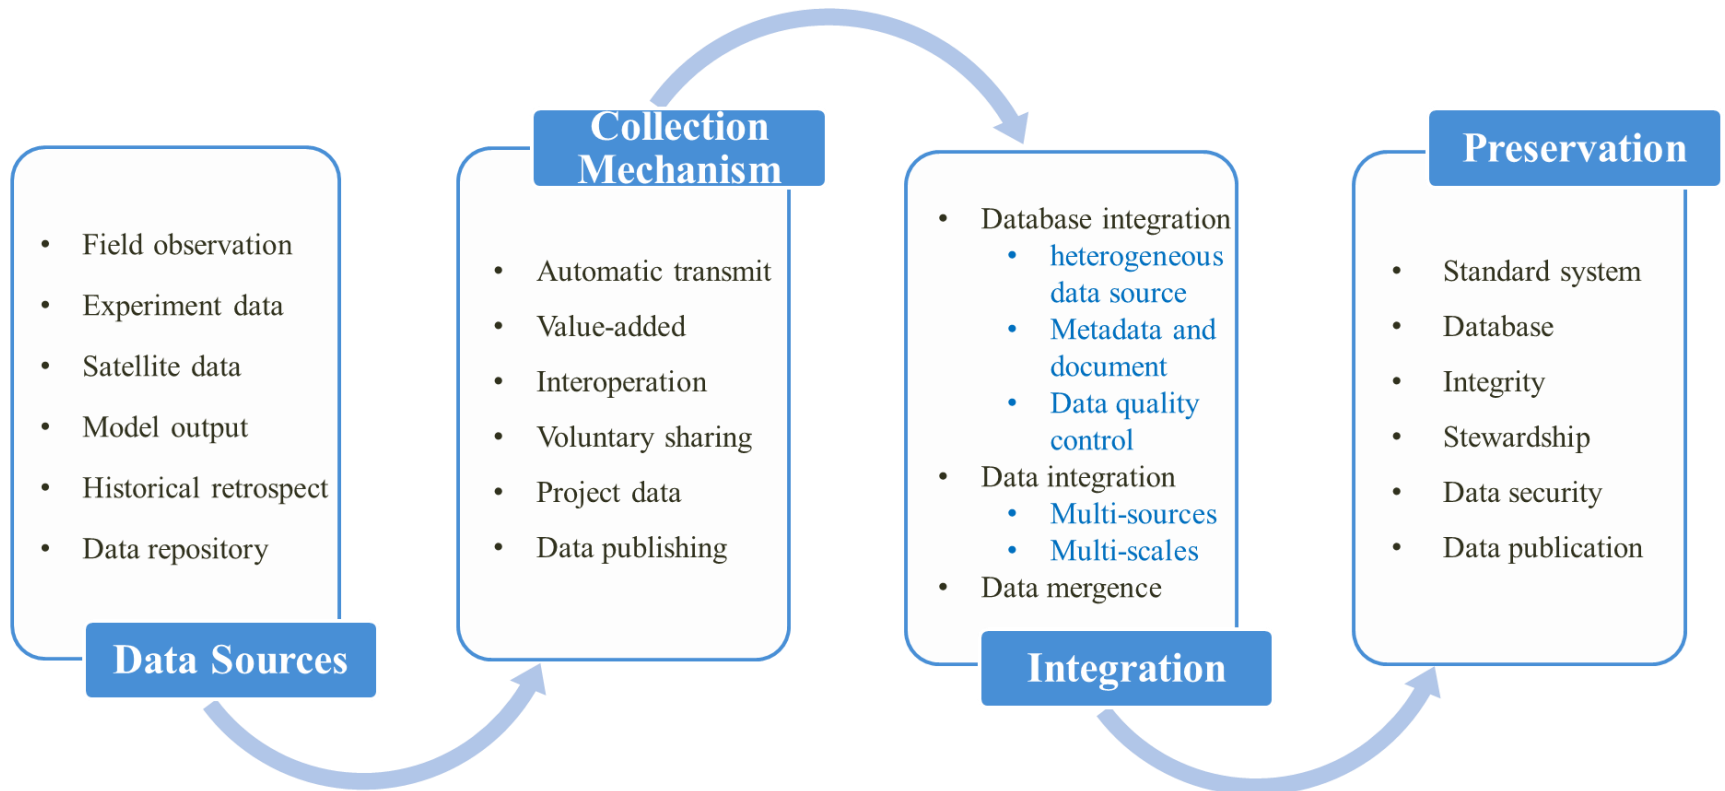 Field observation
Experiment data
Satellite data
Model output
Historical retrospect
Data repository
Data Sources
Collection
Mechanism
Automatic transmit
Value-added
Interoperation
Voluntary sharing
Project data
Data publishing
Database integration
heterogeneous
data source
Metadata and
document
Data quality
control
Data integration
Multi-sources
Multi-scales
Data mergence
Integration
Preservation
Standard system
Database
Integrity
Stewardship
Data security
Data publication